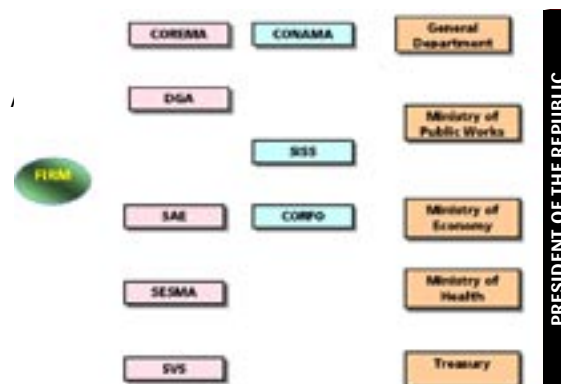 COREMA
CONAMA
General
Department
DGA
Ministry of
Public Works
SISS
FIRM
SAE
CORFO
Ministry of
Economy
SESMA
Ministry of
Health
SVS
Treasury
PRESIDENT OF THE REPUBLIC